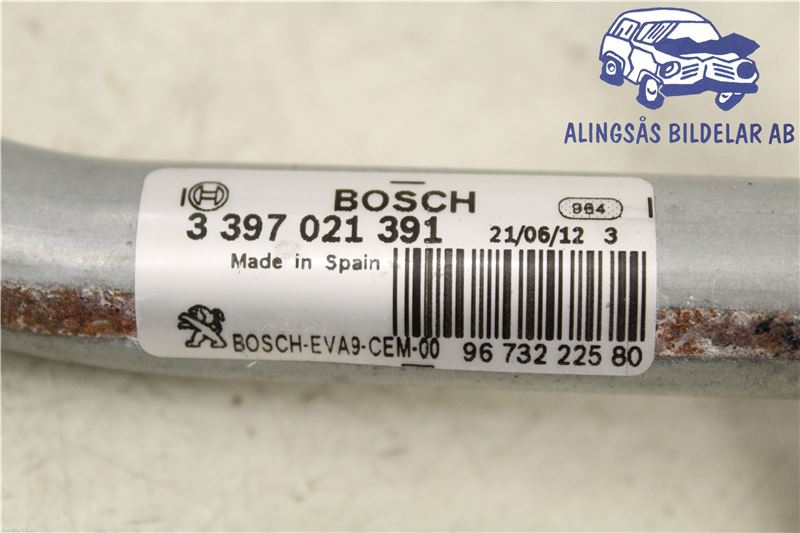 ALINGSÅS BILDELAR AB
BOSCH
964
3 397 021 391
21/06/12 3
Made in Spain
BOSCH-EVA9-CEM-00
96 732 225 80